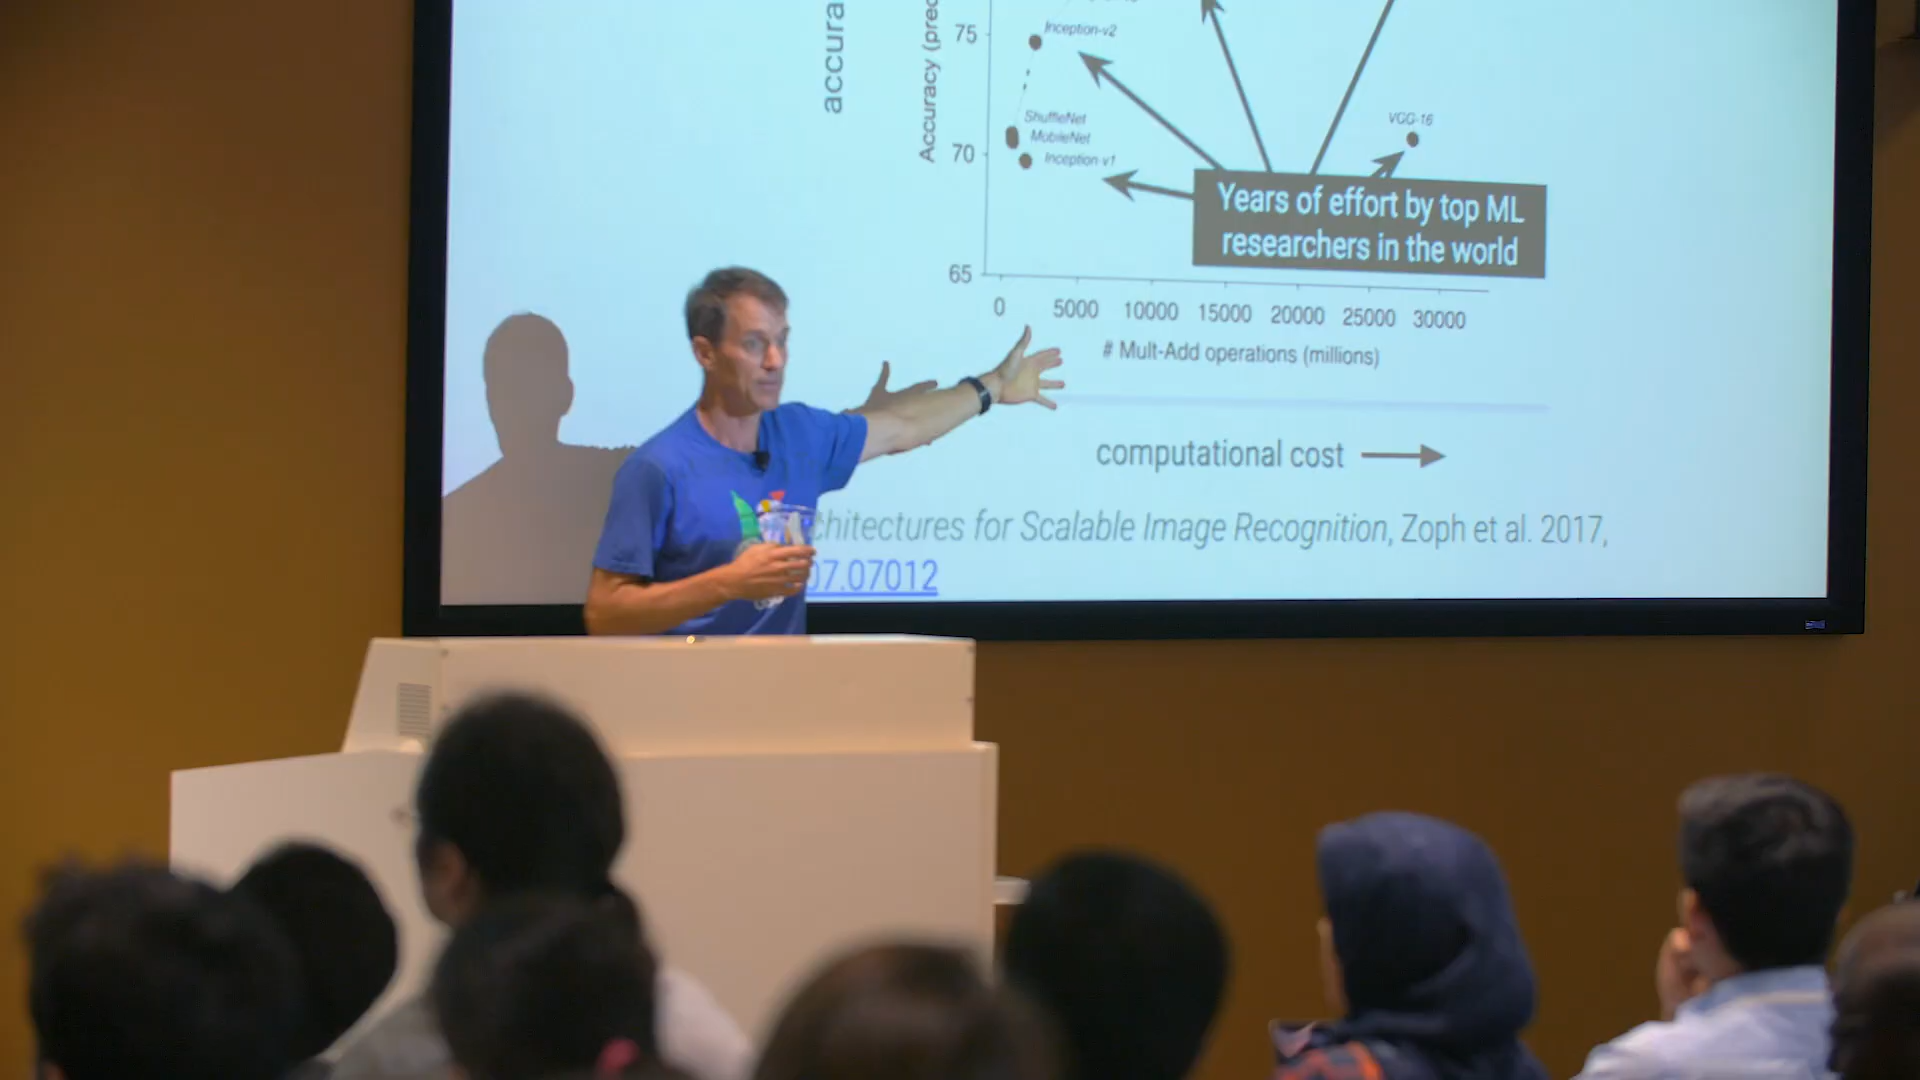 accura
Accuracy (prec
75
Inception-v2
ShuffleNet
MobileNet
70
Inception v1
VGG-16
Years of effort by top ML
researchers in the world
65
0 5000 10000 15000 20000 25000 30000
# Mult-Add operations (millions)
computational cost
chitectures for Scalable Image Recognition, Zoph et al. 2017,
07.07012